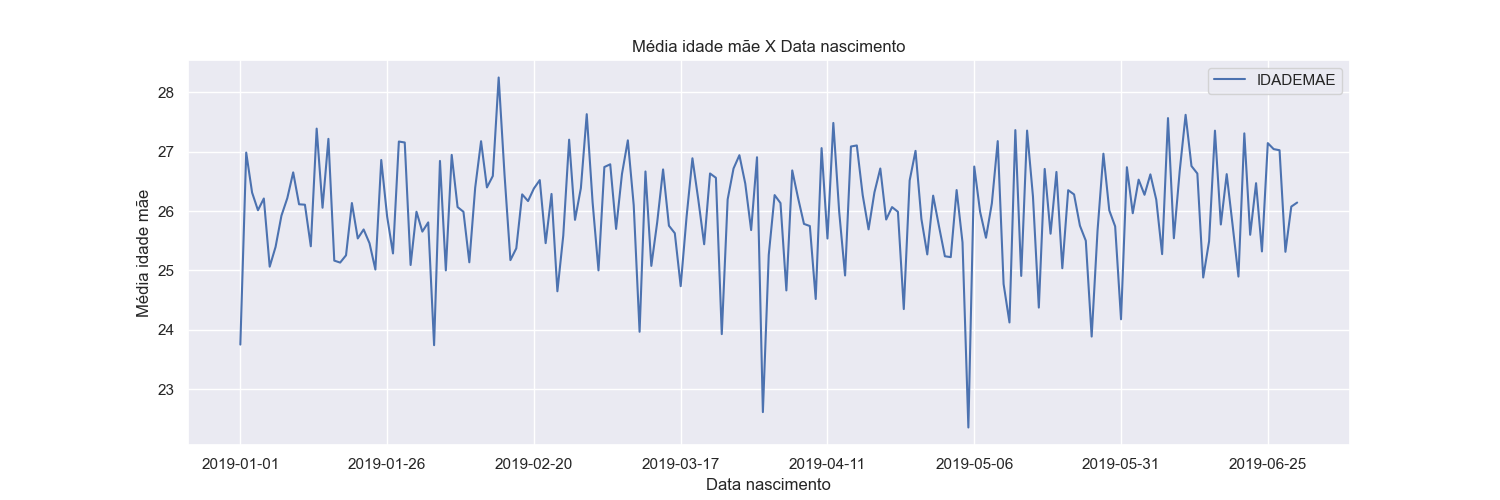 Média idade mãe X Data nascimento
IDADEMAE
Média idade mãe
28
27
26
25
24
23
2019-01-01 2019-01-26 2019-02-20 2019-03-17 2019-04-11 2019-05-06 2019-05-31 2019-06-25
Data nascimento